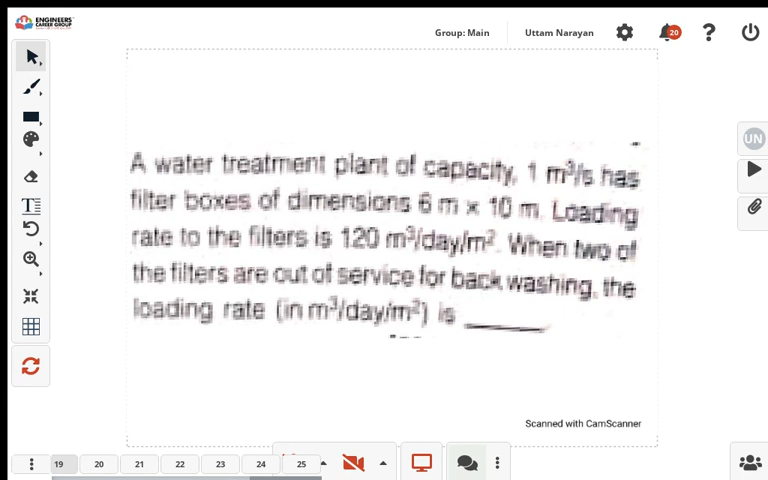 ENGINEERS
CAREER GROUP
Group: Main
Uttam Narayan
20
UN
A water treatment plant of capacity, 1 m³/s has
filter boxes of dimensions 6 m × 10 m. Loading
rate to the filters is 120 m³/day/m². When two of
the filters are out of service for back washing, the
loading rate (in m³/day/m²) is ______
Scanned with CamScanner
19 20 21 22 23 24 25